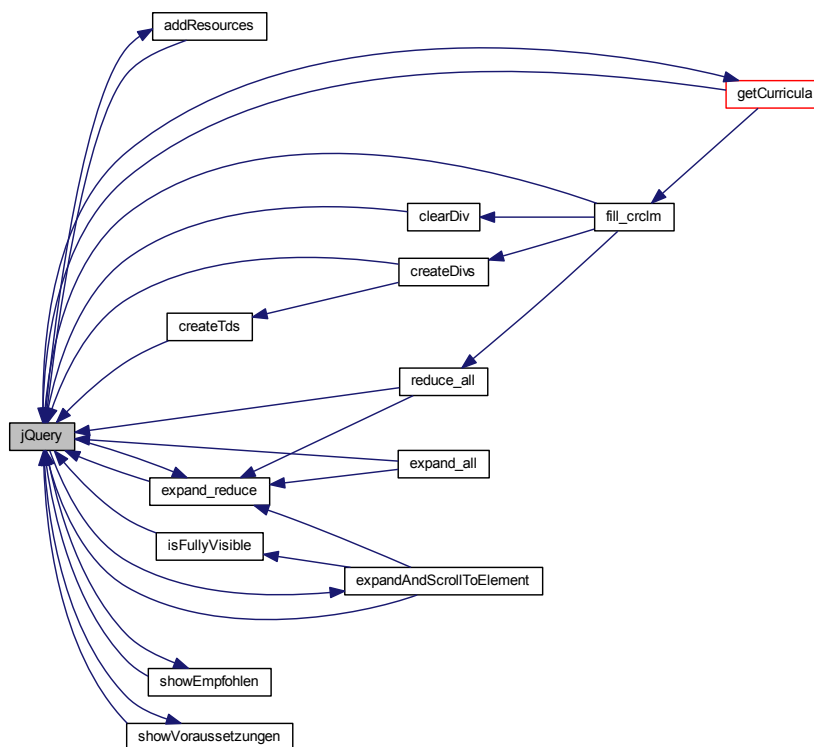 addResources
getCurricula
clearDiv
fill_crclm
createDivs
createTds
reduce_all
jQuery
expand_all
expand_reduce
isFullyVisible
expandAndScrollToElement
showEmpfohlen
showVoraussetzungen